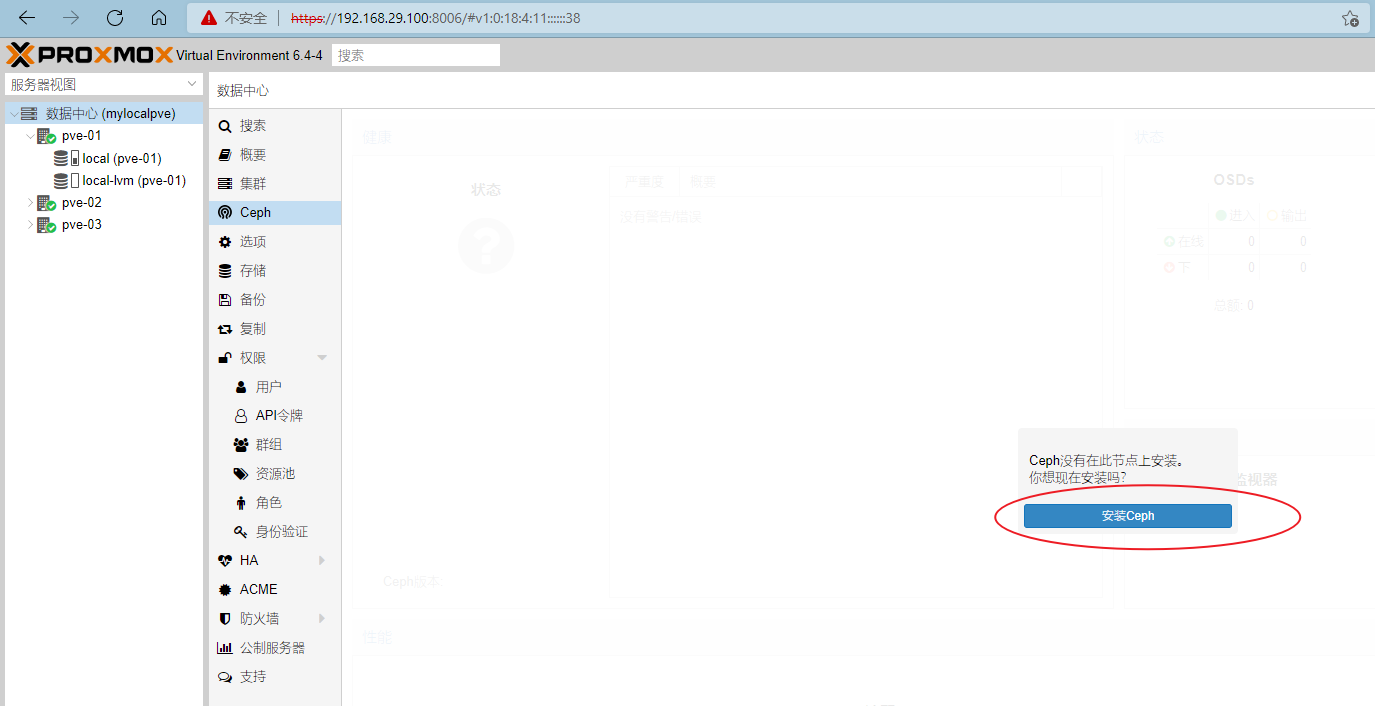 不安全 https://192.168.29.100:8006/#v1:0:18:4:11::::::38
PROXMOX Virtual Environment 6.4-4 搜索
服务器视图
数据中心 (mylocalpve)
pve-01
local (pve-01)
local-lvm (pve-01)
pve-02
pve-03
数据中心
搜索
概要
集群
Ceph
选项
存储
备份
复制
权限
用户
API令牌
群组
资源池
角色
身份验证
HA
ACME
防火墙
公制服务器
支持
健康
状态
严重度 概要
没有警告/错误
Ceph版本
状态
OSDs
进入 输出
在线 0 0
下 0 0
总额: 0
监视器
Ceph没有在此节点上安装。
你想现在安装吗?
安装Ceph
性能